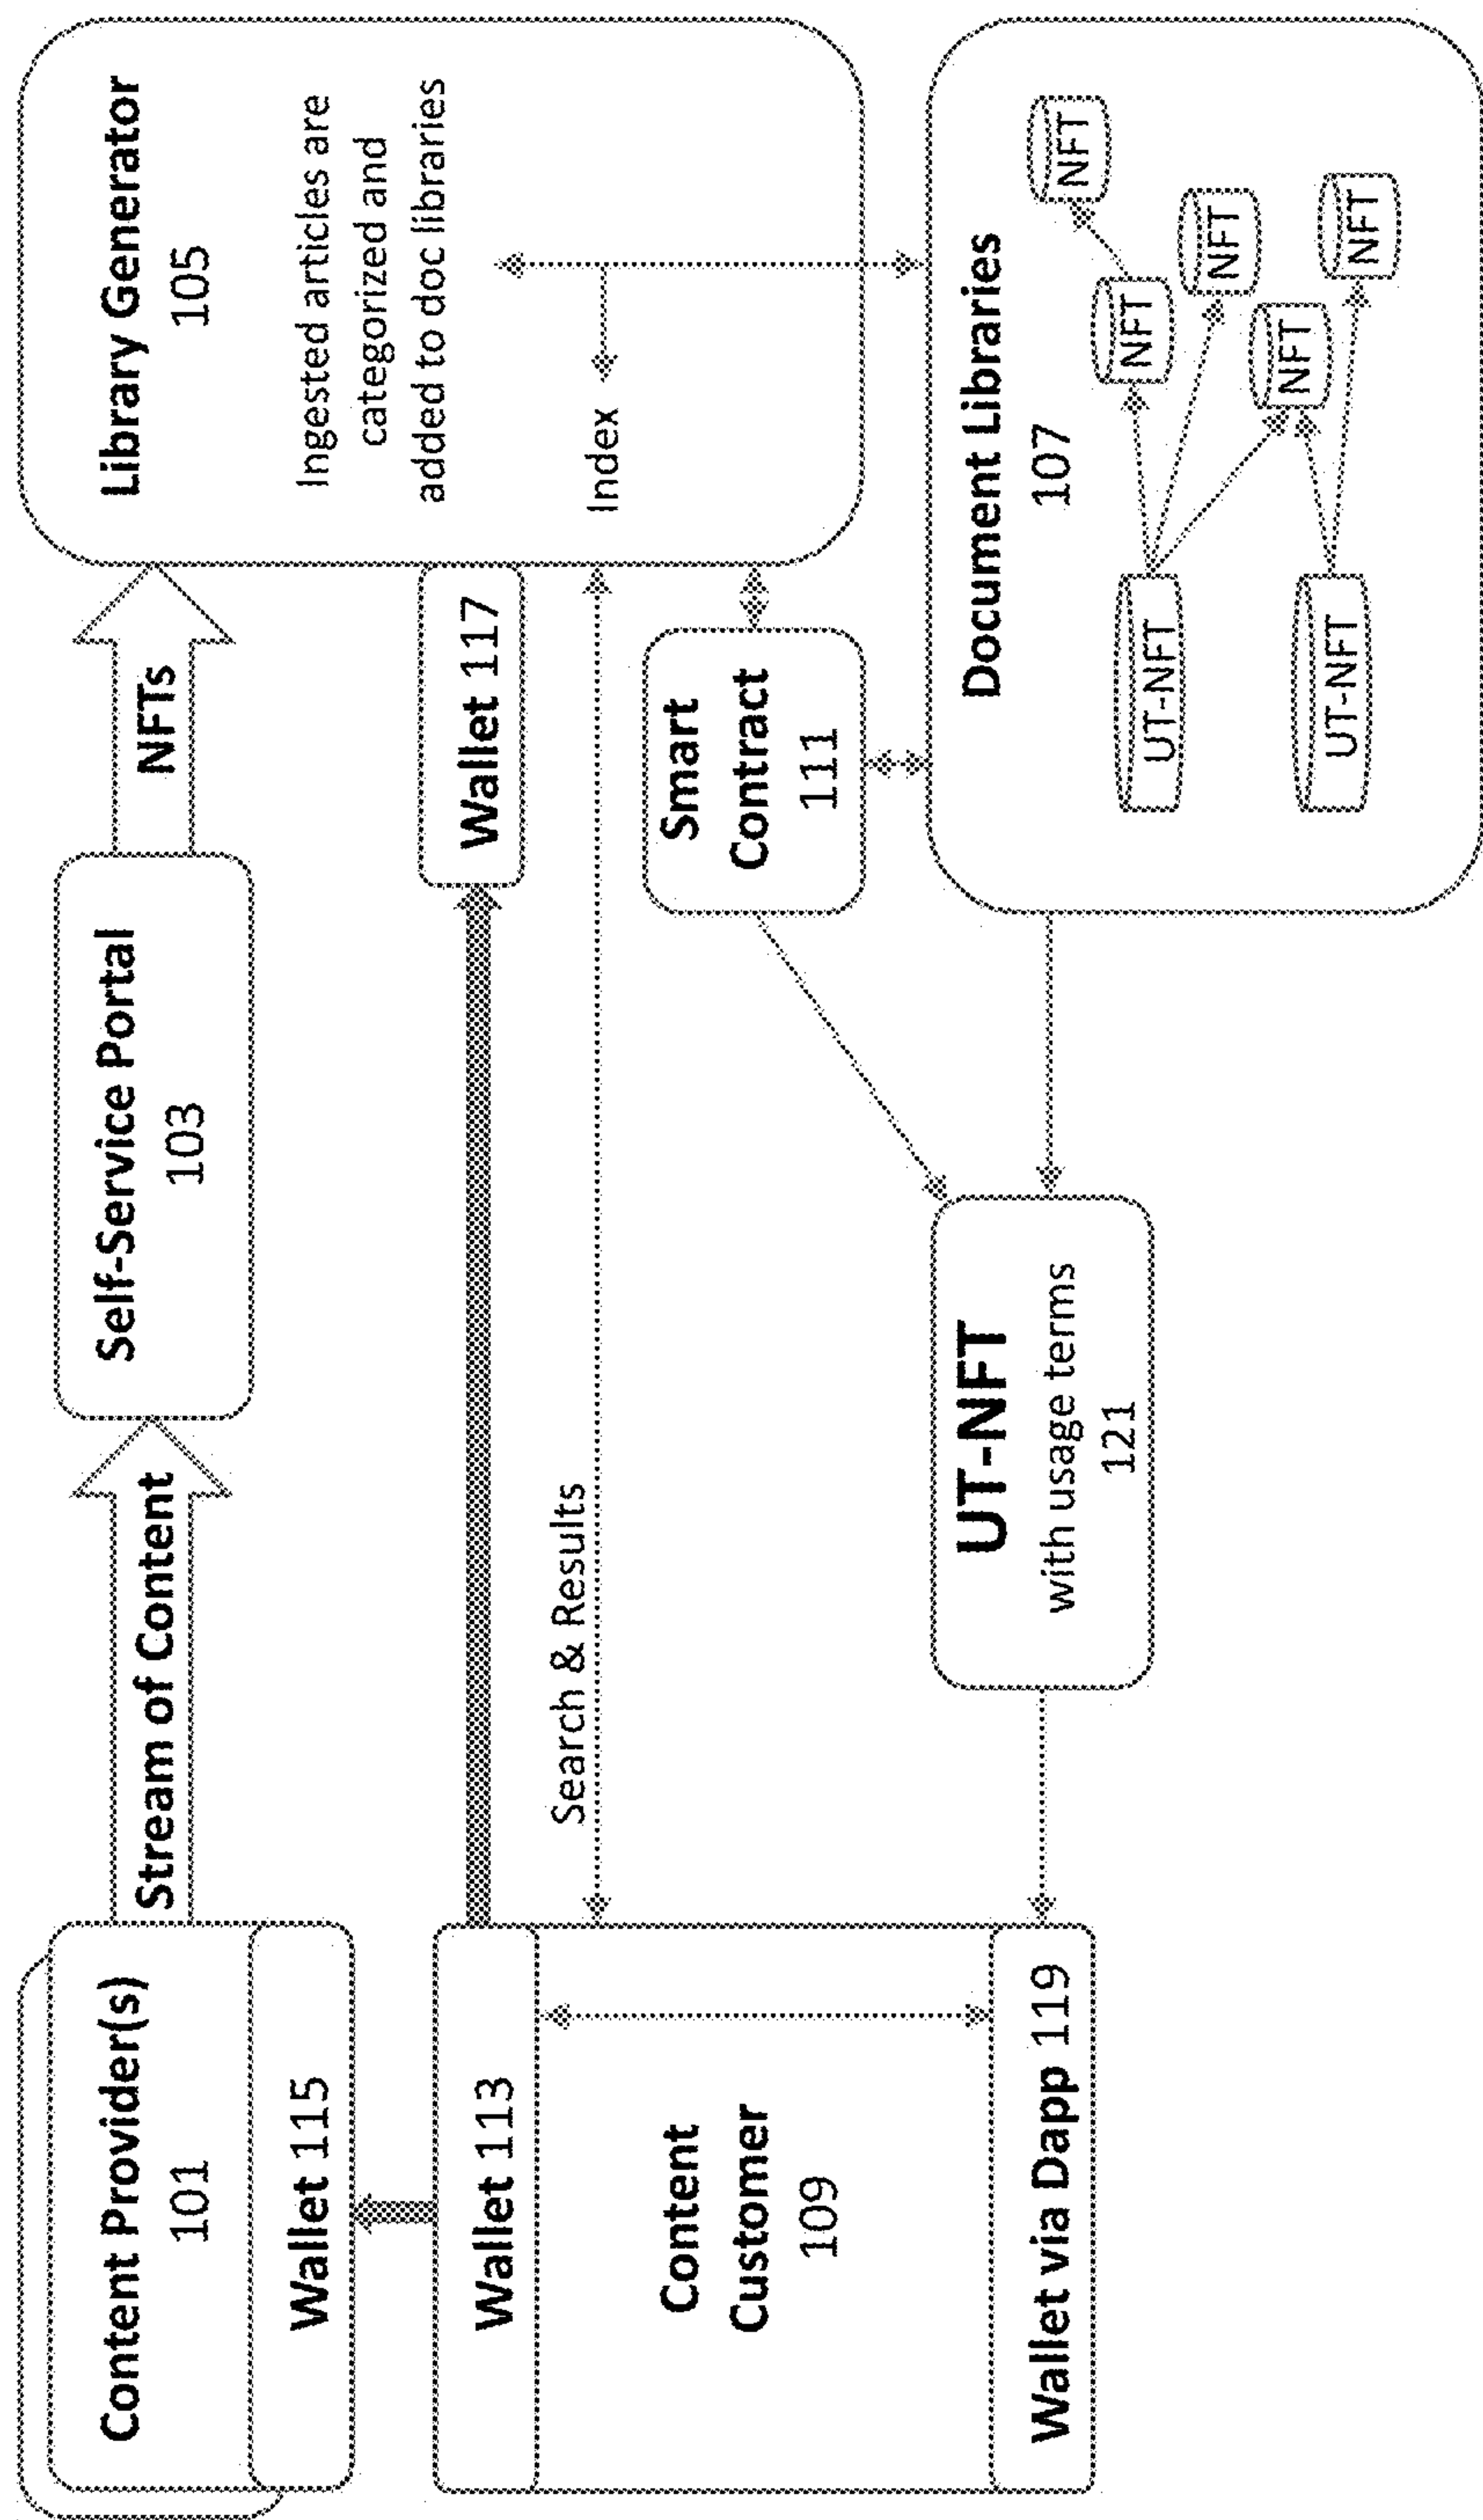 Content Provider(s)
101
Wallet 115
Stream of Content
Self-Service Portal
103
NFTs
Library Generator
105
Ingested articles are
categorized and
added to doc libraries
Index
Wallet 117
Wallet 113
Content
Customer
109
Wallet via Dapp 119
Search & Results
Smart
Contract
111
UT-NFT
with usage terms
121
Document Libraries
107
UT-NFT
UT-NFT
NFT
NFT
NFT
NFT
NFT